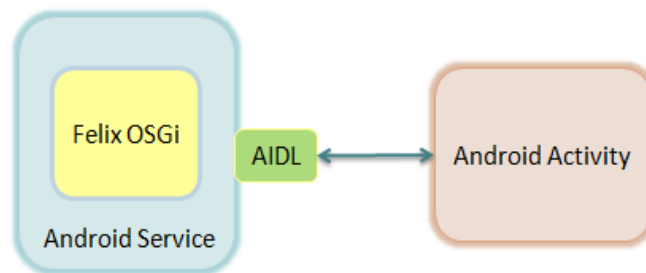 Felix OSGi
AIDL
Android Activity
Android Service